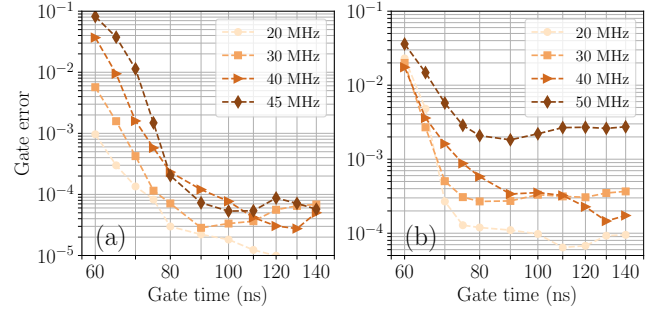 10⁻¹
10⁻²
10⁻³
10⁻⁴
10⁻⁵
Gate error
60
80
100
120
140
Gate time (ns)
(a)
20 MHz
30 MHz
40 MHz
45 MHz
10⁻¹
10⁻²
10⁻³
10⁻⁴
60
80
100
120
140
Gate time (ns)
(b)
20 MHz
30 MHz
40 MHz
50 MHz